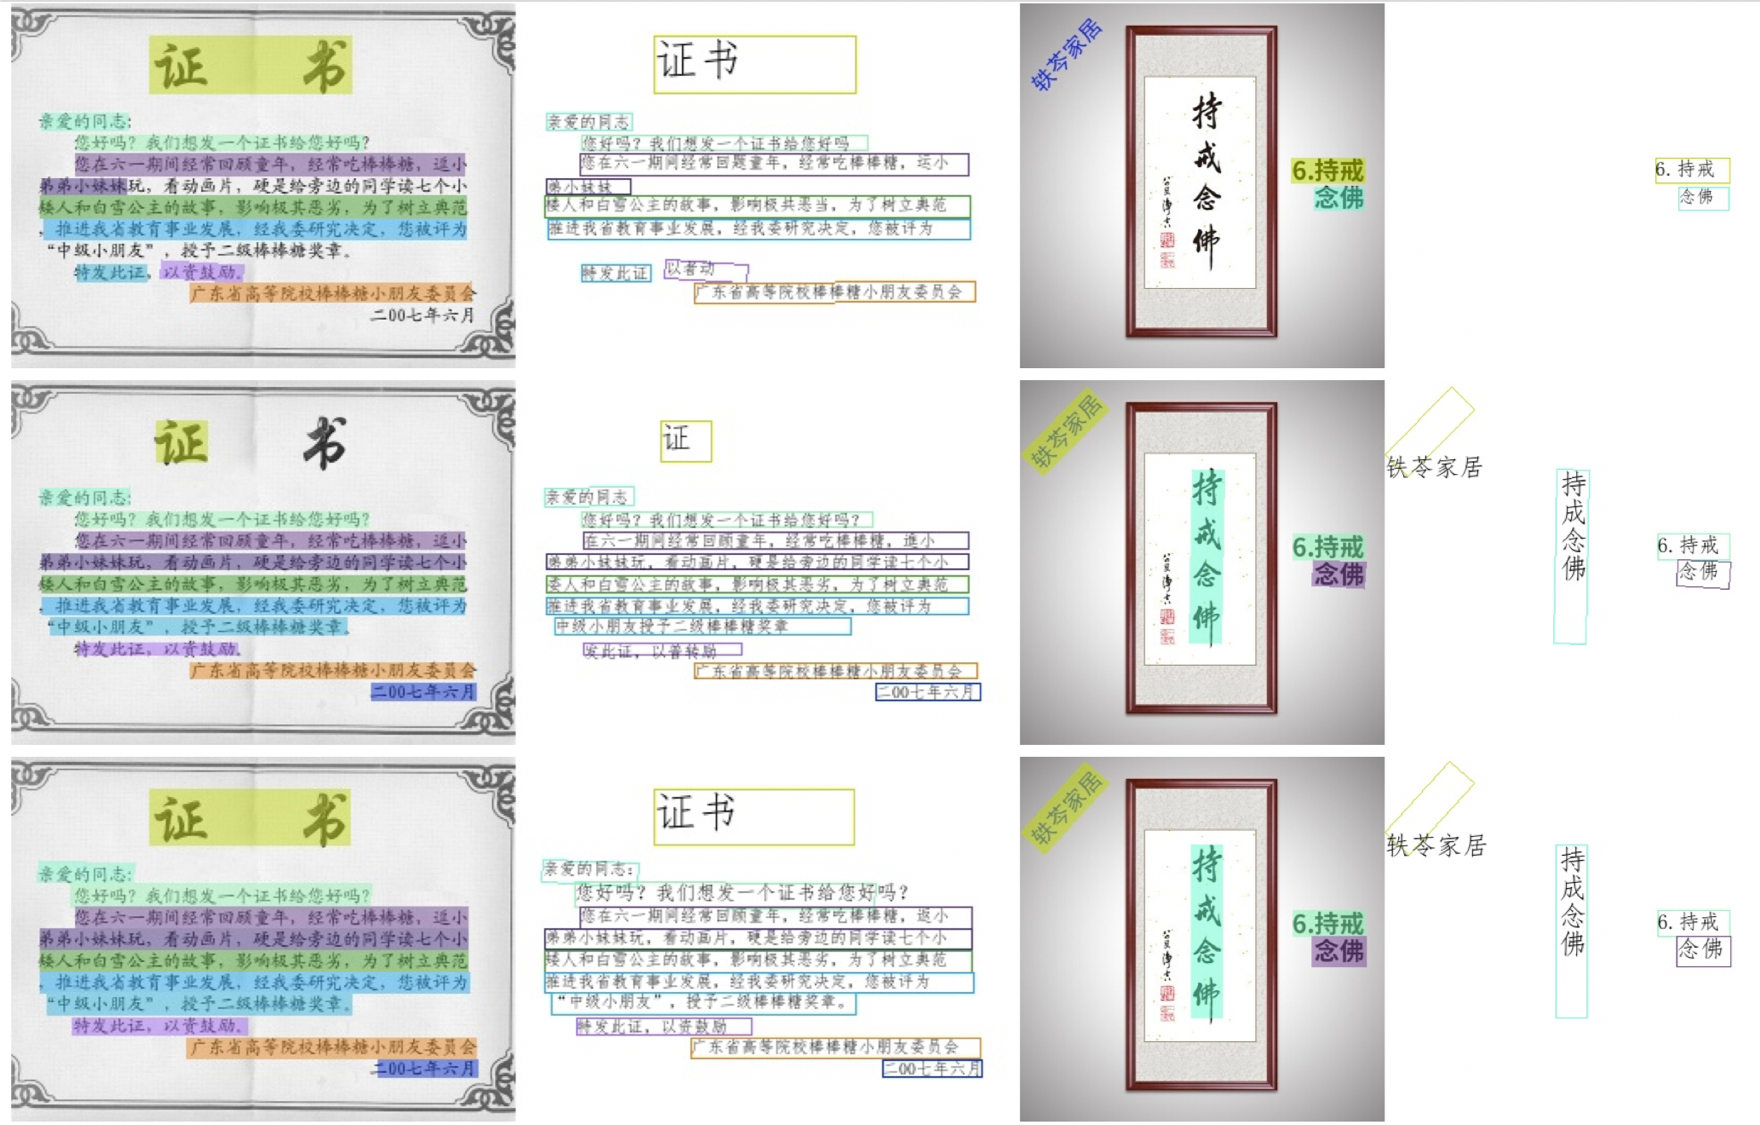 证 书
亲爱的同志:
您好吗？我们想发一个证书给您好吗？
您在六一期间经常回顾童年，经常吃棒棒糖，逗小
弟弟小妹妹玩，看动画片，硬是给旁边的同学读七个小
矮人和白雪公主的故事，影响极其恶劣，为了树立典范
，推进我省教育事业发展，经我委研究决定，您被评为
“中级小朋友”，授予二级棒棒糖奖章。
特发此证，以资鼓励。
广东省高等院校棒棒糖小朋友委员会
二00七年六月
证书
亲爱的同志
您好吗？我们想发一个证书给您好吗
您在六一期间经常回题童年，经常吃棒棒糖，运小
弟小妹妹
矮人和白雪公主的故事，影响极共恶当，为了树立典范
推进我省教育事业发展，经我委研究决定，您被评为
特发此证
以者动
广东省高等院校棒棒糖小朋友委员会
轶苓家居
持戒念佛
6.持戒
念佛
6.持戒
念佛
证 书
亲爱的同志:
您好吗？我们想发一个证书给您好吗？
您在六一期间经常回顾童年，经常吃棒棒糖，逗小
弟弟小妹妹玩，看动画片，硬是给旁边的同学读七个小
矮人和白雪公主的故事，影响极其恶劣，为了树立典范
，推进我省教育事业发展，经我委研究决定，您被评为
“中级小朋友”，授予二级棒棒糖奖章。
特发此证，以资鼓励。
广东省高等院校棒棒糖小朋友委员会
二00七年六月
证
亲爱的同志
您好吗？我们想发一个证书给您好吗？
在六一期间经常回顾童年，经常吃棒棒糖，逦小
弟弟小妹妹玩，看动画片，硬是给旁边的同学读七个小
委人和白雪公主的故事，影响极其恶劣，为了树立典范
推进我省教育事业发展，经我委研究决定，您被评为
中级小朋友授予二级棒棒糖奖章
发此证，以善转励
广东省高等院校棒棒糖小朋友委员会
二00七年六月
轶苓家居
持戒念佛
6.持戒
念佛
铁苓家居
持成念佛
6.持戒
念佛
证 书
亲爱的同志:
您好吗？我们想发一个证书给您好吗？
您在六一期间经常回顾童年，经常吃棒棒糖，逗小
弟弟小妹妹玩，看动画片，硬是给旁边的同学读七个小
矮人和白雪公主的故事，影响极其恶劣，为了树立典范
，推进我省教育事业发展，经我委研究决定，您被评为
“中级小朋友”，授予二级棒棒糖奖章。
特发此证，以资鼓励。
广东省高等院校棒棒糖小朋友委员会
二00七年六月
证书
亲爱的同志:
您好吗？我们想发一个证书给您好吗？
您在六一期间经常回顾童年，经常吃棒棒糖，返小
弟弟小妹妹玩，看动画片，硬是给旁边的同学读七个小
矮人和白雪公主的故事，影响极其恶劣，为了树立典范
推进我省教育事业发展，经我委研究决定，您被评为
“中级小朋友”，授予二级棒棒糖奖章。
特发此证，以资鼓励
广东省高等院校棒棒糖小朋友委员会
二00七年六月
轶苓家居
持戒念佛
6.持戒
念佛
轶苓家居
持成念佛
6.持戒
念佛